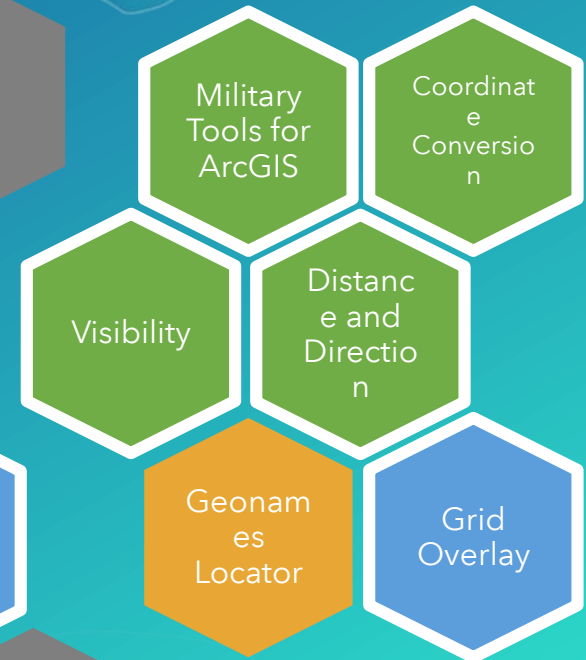 Military
Tools for
ArcGIS
Coordinat
e
Conversio
n
Visibility
Distanc
e and
Directio
n
Geonam
es
Locator
Grid
Overlay